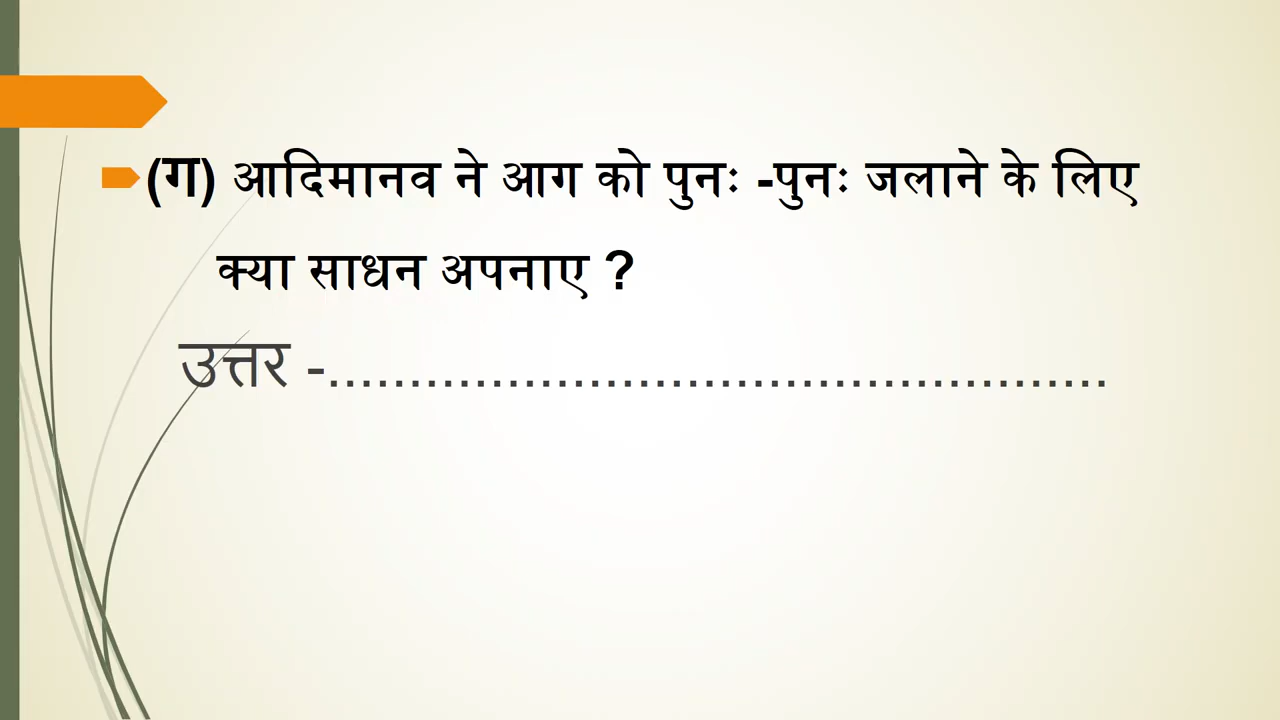 (ग) आदिमानव ने आग को पुनः -पुनः जलाने के लिए
क्या साधन अपनाए ?
उत्तर -................................................